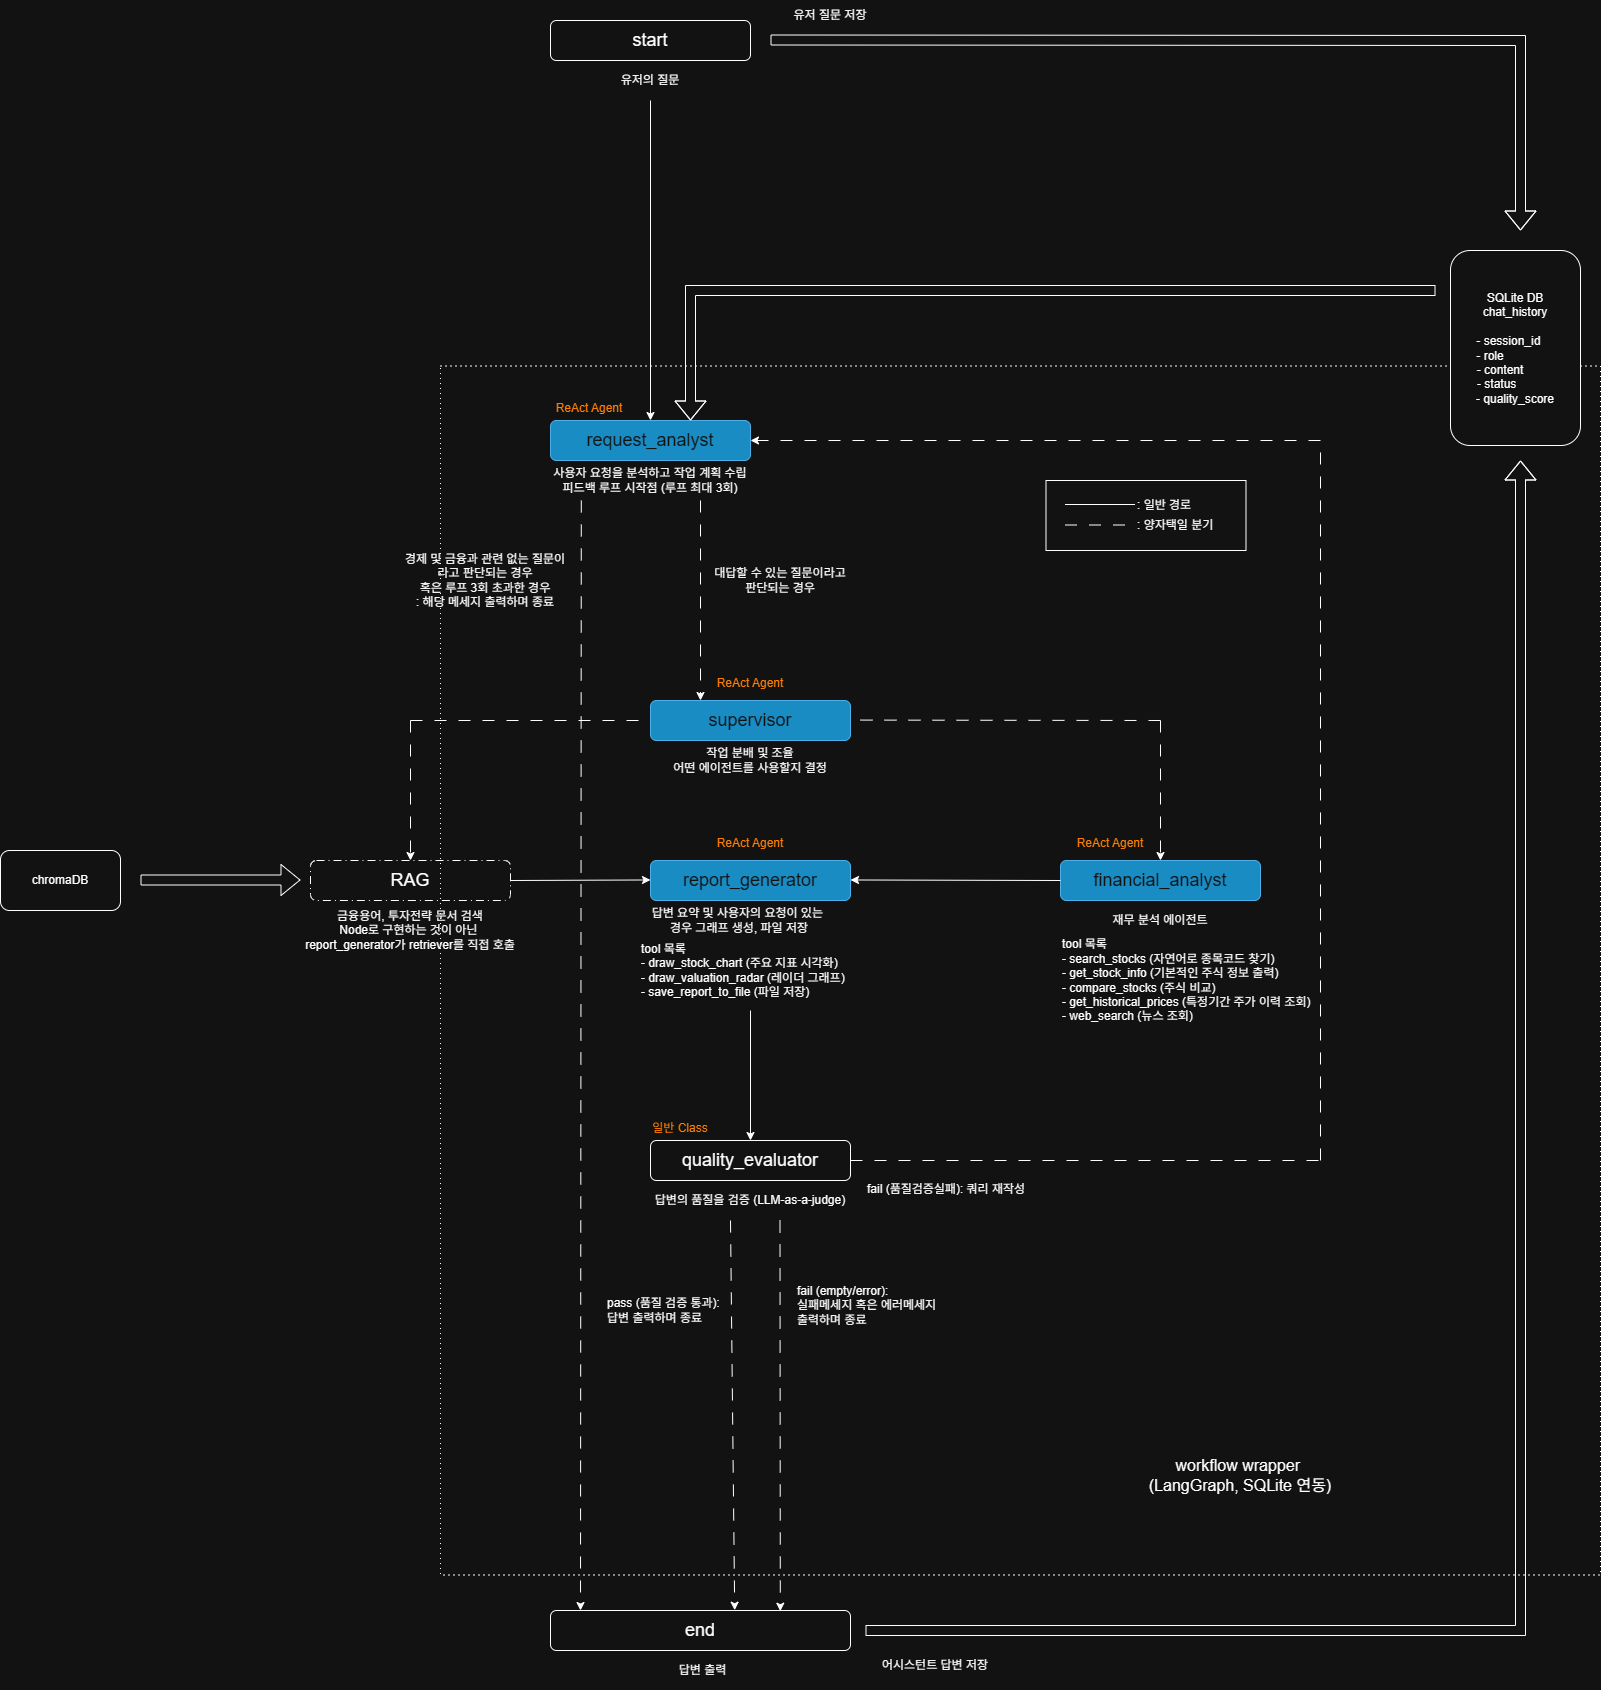 유저 질문 저장
start
유저의 질문
SQLite DB
chat_history
- session_id
- role
- content
- status
- quality_score
ReAct Agent
request_analyst
사용자 요청을 분석하고 작업 계획 수립
피드백 루프 시작점 (루프 최대 3회)
: 일반 경로
: 양자택일 분기
경제 및 금융과 관련 없는 질문이
라고 판단되는 경우
혹은 루프 3회 초과한 경우
: 해당 메세지 출력하며 종료
대답할 수 있는 질문이라고
판단되는 경우
ReAct Agent
supervisor
작업 분배 및 조율
어떤 에이전트를 사용할지 결정
chromaDB
RAG
금융용어, 투자전략 문서 검색
Node로 구현하는 것이 아닌
report_generator가 retriever를 직접 호출
ReAct Agent
report_generator
답변 요약 및 사용자의 요청이 있는
경우 그래프 생성, 파일 저장
tool 목록
- draw_stock_chart (주요 지표 시각화)
- draw_valuation_radar (레이더 그래프)
- save_report_to_file (파일 저장)
ReAct Agent
financial_analyst
재무 분석 에이전트
tool 목록
- search_stocks (자연어로 종목코드 찾기)
- get_stock_info (기본적인 주식 정보 출력)
- compare_stocks (주식 비교)
- get_historical_prices (특정기간 주가 이력 조회)
- web_search (뉴스 조회)
일반 Class
quality_evaluator
답변의 품질을 검증 (LLM-as-a-judge)
fail (품질검증실패): 쿼리 재작성
pass (품질 검증 통과):
답변 출력하며 종료
fail (empty/error):
실패메세지 혹은 에러메세지
출력하며 종료
workflow wrapper
(LangGraph, SQLite 연동)
end
답변 출력
어시스턴트 답변 저장